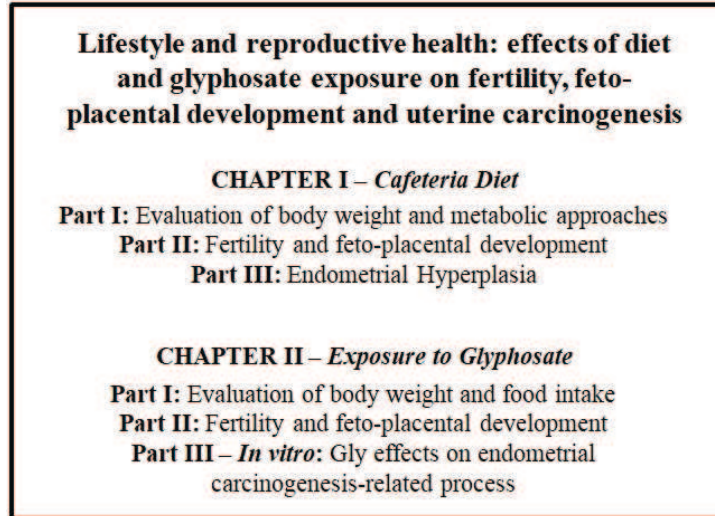 Lifestyle and reproductive health: effects of diet
and glyphosate exposure on fertility, feto-
placental development and uterine carcinogenesis
CHAPTER I – Cafeteria Diet
Part I: Evaluation of body weight and metabolic approaches
Part II: Fertility and feto-placental development
Part III: Endometrial Hyperplasia
CHAPTER II – Exposure to Glyphosate
Part I: Evaluation of body weight and food intake
Part II: Fertility and feto-placental development
Part III – In vitro: Gly effects on endometrial
carcinogenesis-related process